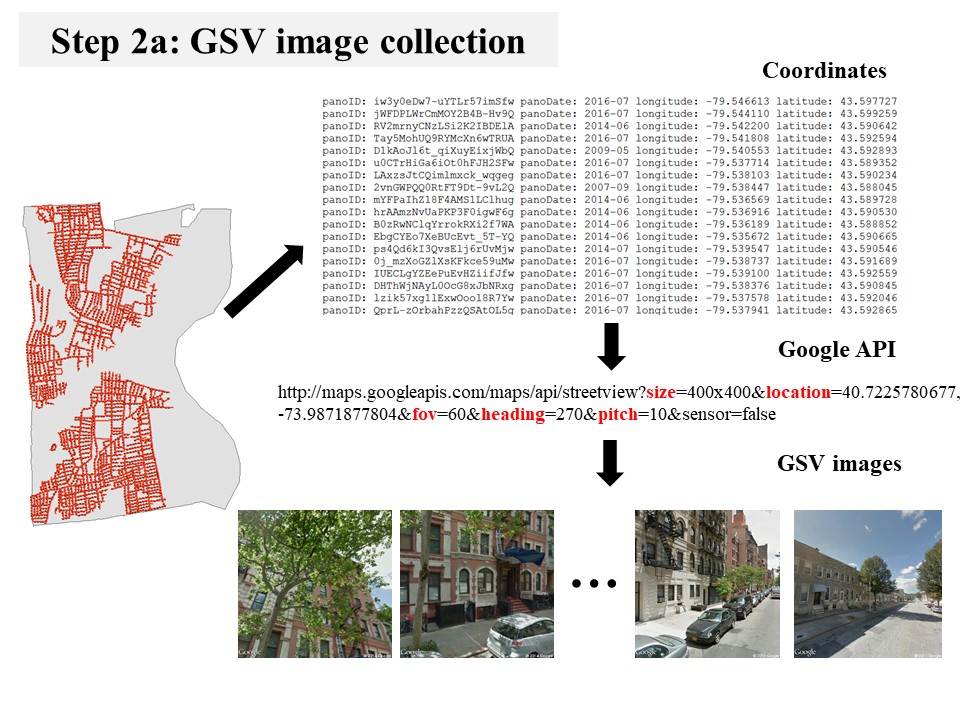 Step 2a: GSV image collection
Coordinates
panoID: iw3y0eDw7-uYTLr57imSfw panoDate: 2016-07 longitude: -79.546613 latitude: 43.597727
panoID: jWFDPLWrCmMOY2B4B-Hv9Q panoDate: 2016-07 longitude: -79.544110 latitude: 43.599259
panoID: RV2mrnyCNzLSi2K2IBDElA panoDate: 2014-06 longitude: -79.542200 latitude: 43.590642
panoID: Tay5MohUQ9RYMcXn6wTRUA panoDate: 2016-07 longitude: -79.541808 latitude: 43.592594
panoID: DlkAoJl6t_qiXuyEixjWbQ panoDate: 2009-05 longitude: -79.540553 latitude: 43.592893
panoID: u0CTrHiGa6iOt0hFJH2SFw panoDate: 2016-07 longitude: -79.537714 latitude: 43.589352
panoID: LAxzsJtCQimlmxck_wqgeg panoDate: 2016-07 longitude: -79.538103 latitude: 43.590234
panoID: 2vnGWPQQ0RtFT9Dt-9vL2Q panoDate: 2007-09 longitude: -79.538447 latitude: 43.588045
panoID: mYFPaIhZ18F4AMS1LClhug panoDate: 2014-06 longitude: -79.536569 latitude: 43.589728
panoID: hrAAmzNvUaPKP3F0igwF6g panoDate: 2014-06 longitude: -79.536916 latitude: 43.590530
panoID: B0zRwNClqYrrokRXi2f7WA panoDate: 2014-06 longitude: -79.536189 latitude: 43.588852
panoID: EbgCYEo7XeBUcEvt_5T-YQ panoDate: 2014-06 longitude: -79.535672 latitude: 43.590665
panoID: ps4Qd6kI3QvsElj6rUvMjw panoDate: 2014-07 longitude: -79.539547 latitude: 43.590546
panoID: 0j_mzXoGZlXsKFkce59uMw panoDate: 2016-07 longitude: -79.538737 latitude: 43.591689
panoID: IUECLgYZEePuEvHZiifJfw panoDate: 2016-07 longitude: -79.539100 latitude: 43.592559
panoID: DHThWjNAyL0OcG8xJbNRxg panoDate: 2016-07 longitude: -79.538376 latitude: 43.590845
panoID: lzik57xg1lExwOool8R7Yw panoDate: 2016-07 longitude: -79.537578 latitude: 43.592046
panoID: QprL-zOrbahPzzQSAtOL5g panoDate: 2016-07 longitude: -79.537941 latitude: 43.592865
Google API
http://maps.googleapis.com/maps/api/streetview?size=400x400&location=40.7225780677,
-73.9871877804&fov=60&heading=270&pitch=10&sensor=false
GSV images
...
Google
Google
Google
Google